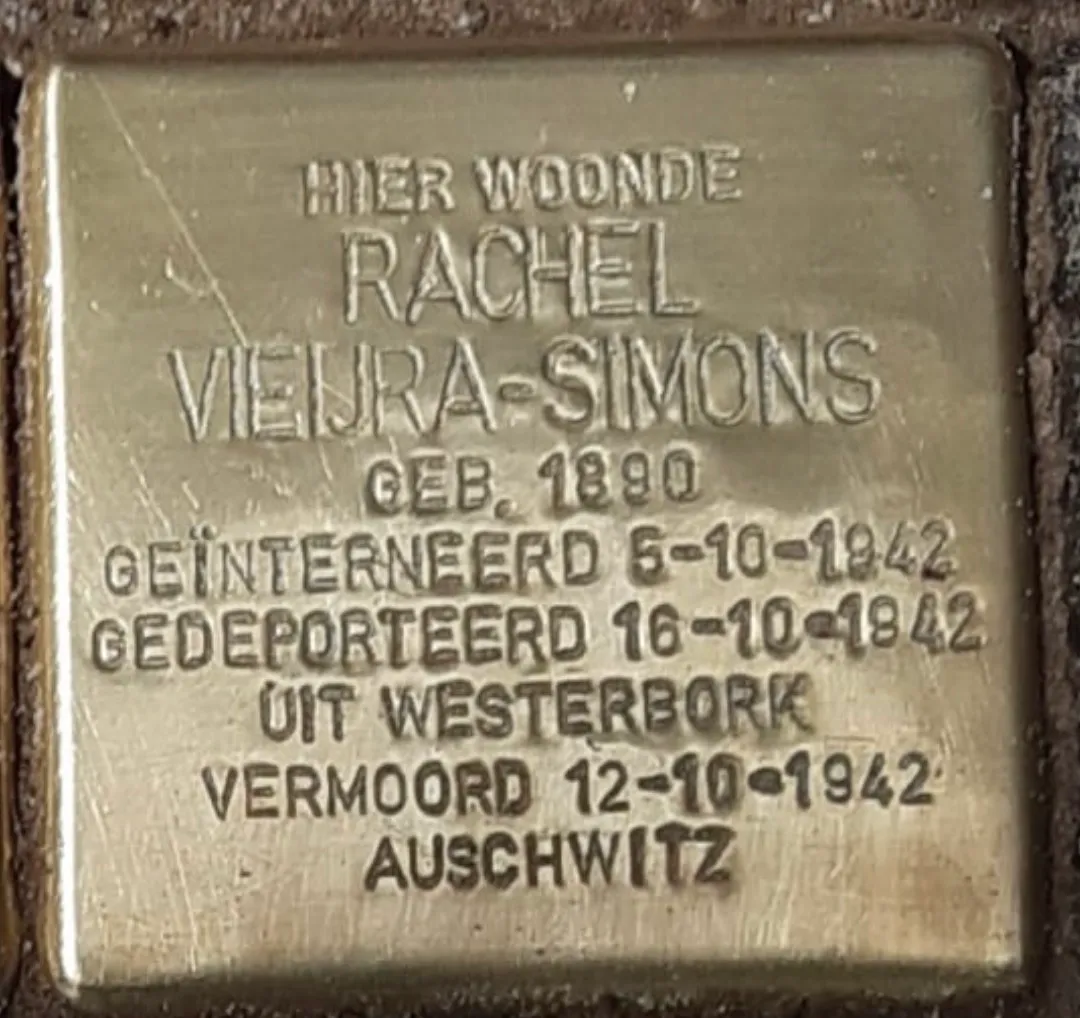 HIER WOONDE
RACHEL
VIEIJRA-SIMONS
GEB. 1890
GEÏNTERNEERD 5-10-1942
GEDEPORTEERD 16-10-1942
UIT WESTERBORK
VERMOORD 12-10-1942
AUSCHWITZ